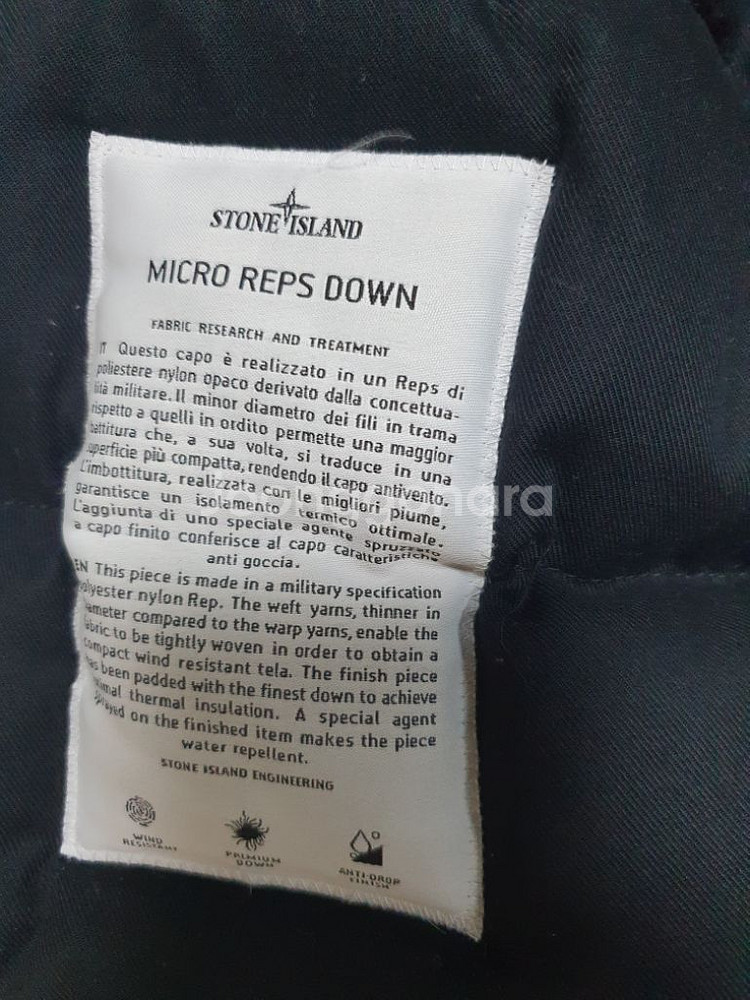 STONE ISLAND
MICRO REPS DOWN
FABRIC RESEARCH AND TREATMENT
IT Questo capo è realizzato in un Reps di
poliestere nylon opaco derivato dalla concettua-
lità militare. Il minor diametro dei fili in trama
rispetto a quelli in ordito permette una maggior
battitura che, a sua volta, si traduce in una
superficie più compatta, rendendo il capo antivento.
L'imbottitura, realizzata con le migliori piume,
garantisce un isolamento termico ottimale.
L'aggiunta di uno speciale agente spruzzato
a capo finito conferisce al capo caratteristiche
anti goccia.
EN This piece is made in a military specification
polyester nylon Rep. The weft yarns, thinner in
diameter compared to the warp yarns, enable the
fabric to be tightly woven in order to obtain a
compact wind resistant tela. The finish piece
has been padded with the finest down to achieve
thermal insulation. A special agent
sprayed on the finished item makes the piece
water repellent.
STONE ISLAND ENGINEERING
WIND
RESISTANT
PREMIUM
DOWN
ANTI-DROP
FINISH